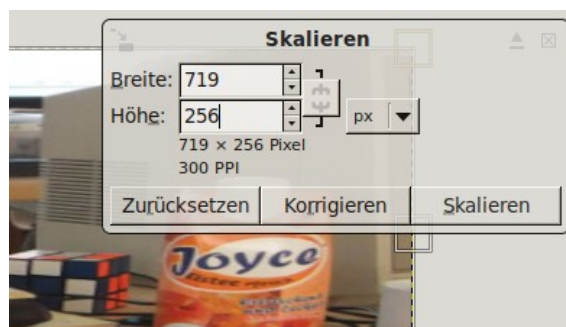 Skalieren
Breite: 719
Höhe: 256
px
719 × 256 Pixel
300 PPI
Zurücksetzen Korrigieren Skalieren
Joyce